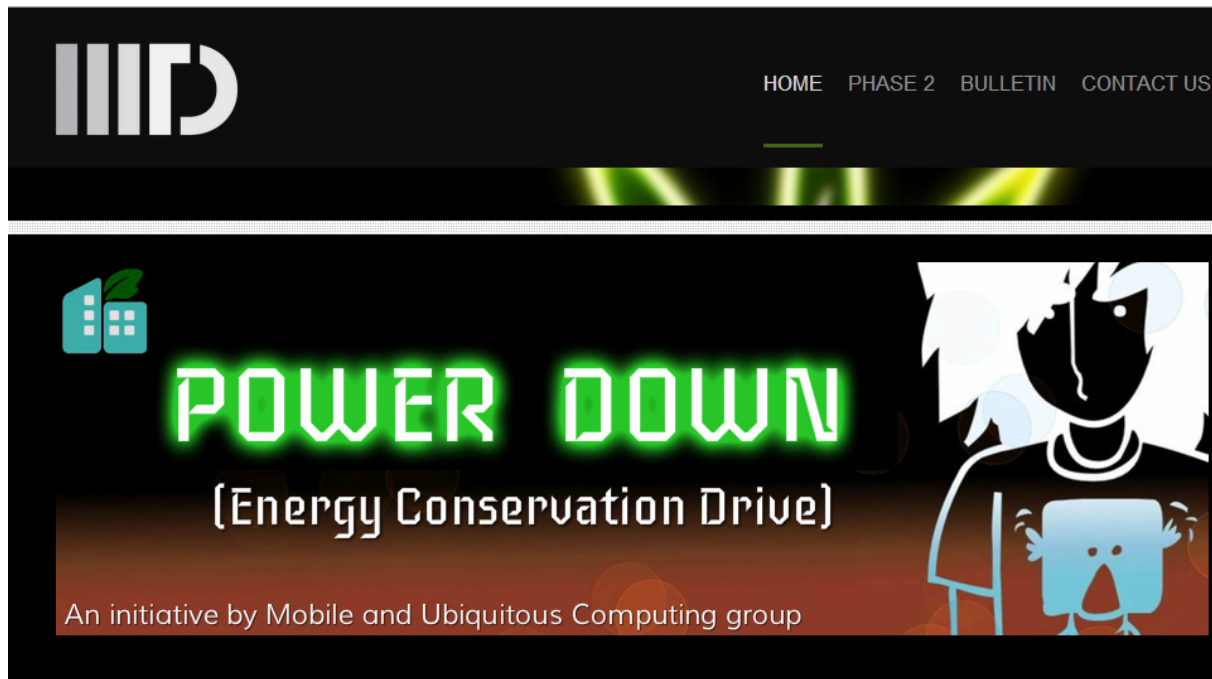 IIITD
HOME PHASE 2 BULLETIN CONTACT US
POWER DOWN
(Energy Conservation Drive)
An initiative by Mobile and Ubiquitous Computing group